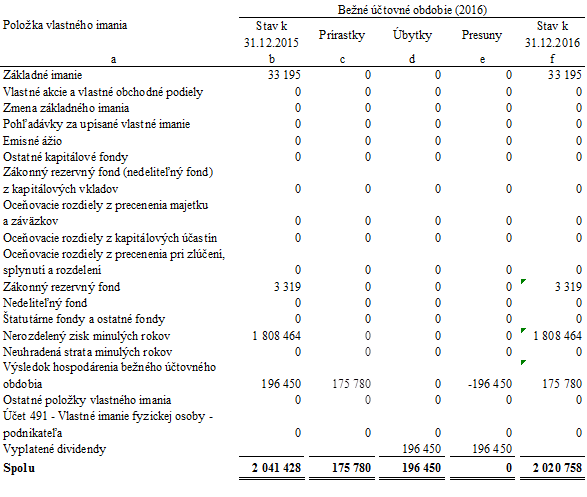 Bežné účtovné obdobie (2016)
Položka vlastného imania Stav k 31.12.2015 Prírastky Úbytky Presuny Stav k 31.12.2016
a b c d e f
Základné imanie 33 195 0 0 0 33 195
Vlastné akcie a vlastné obchodné podiely 0 0 0 0 0
Zmena základného imania 0 0 0 0 0
Pohľadávky za upísané vlastné imanie 0 0 0 0 0
Emisné ážio 0 0 0 0 0
Ostatné kapitálové fondy 0 0 0 0 0
Zákonný rezervný fond (nedeliteľný fond)
z kapitálových vkladov 0 0 0 0 0
Oceňovacie rozdiely z precenenia majetku
a záväzkov 0 0 0 0 0
Oceňovacie rozdiely z kapitálových účastín 0 0 0 0 0
Oceňovacie rozdiely z precenenia pri zlúčení,
splynutí a rozdelení 0 0 0 0 0
Zákonný rezervný fond 3 319 0 0 0 3 319
Nedeliteľný fond 0 0 0 0 0
Štatutárne fondy a ostatné fondy 0 0 0 0 0
Nerozdelený zisk minulých rokov 1 808 464 0 0 0 1 808 464
Neuhradená strata minulých rokov 0 0 0 0 0
Výsledok hospodárenia bežného účtovného
obdobia 196 450 175 780 0 -196 450 175 780
Ostatné položky vlastného imania 0 0 0 0 0
Účet 491 - Vlastné imanie fyzickej osoby -
podnikateľa 0 0 0 0 0
Vyplatené dividendy 196 450 196 450
Spolu 2 041 428 175 780 196 450 0 2 020 758